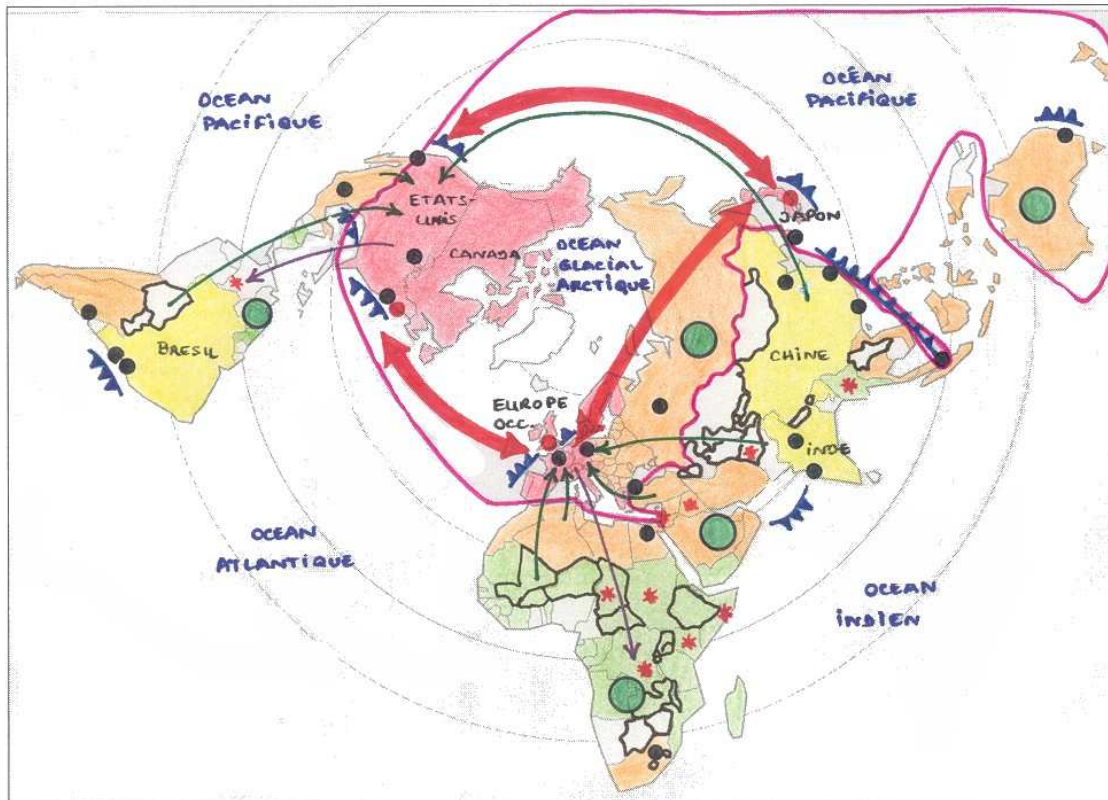 OCEAN
PACIFIQUE
OCÉAN
PACIFIQUE
ETATS-
UNIS
CANADA
OCEAN
GLACIAL
ARCTIQUE
JAPON
BRESIL
CHINE
EUROPE
OCC.
INDE
OCEAN
ATLANTIQUE
OCEAN
INDIEN